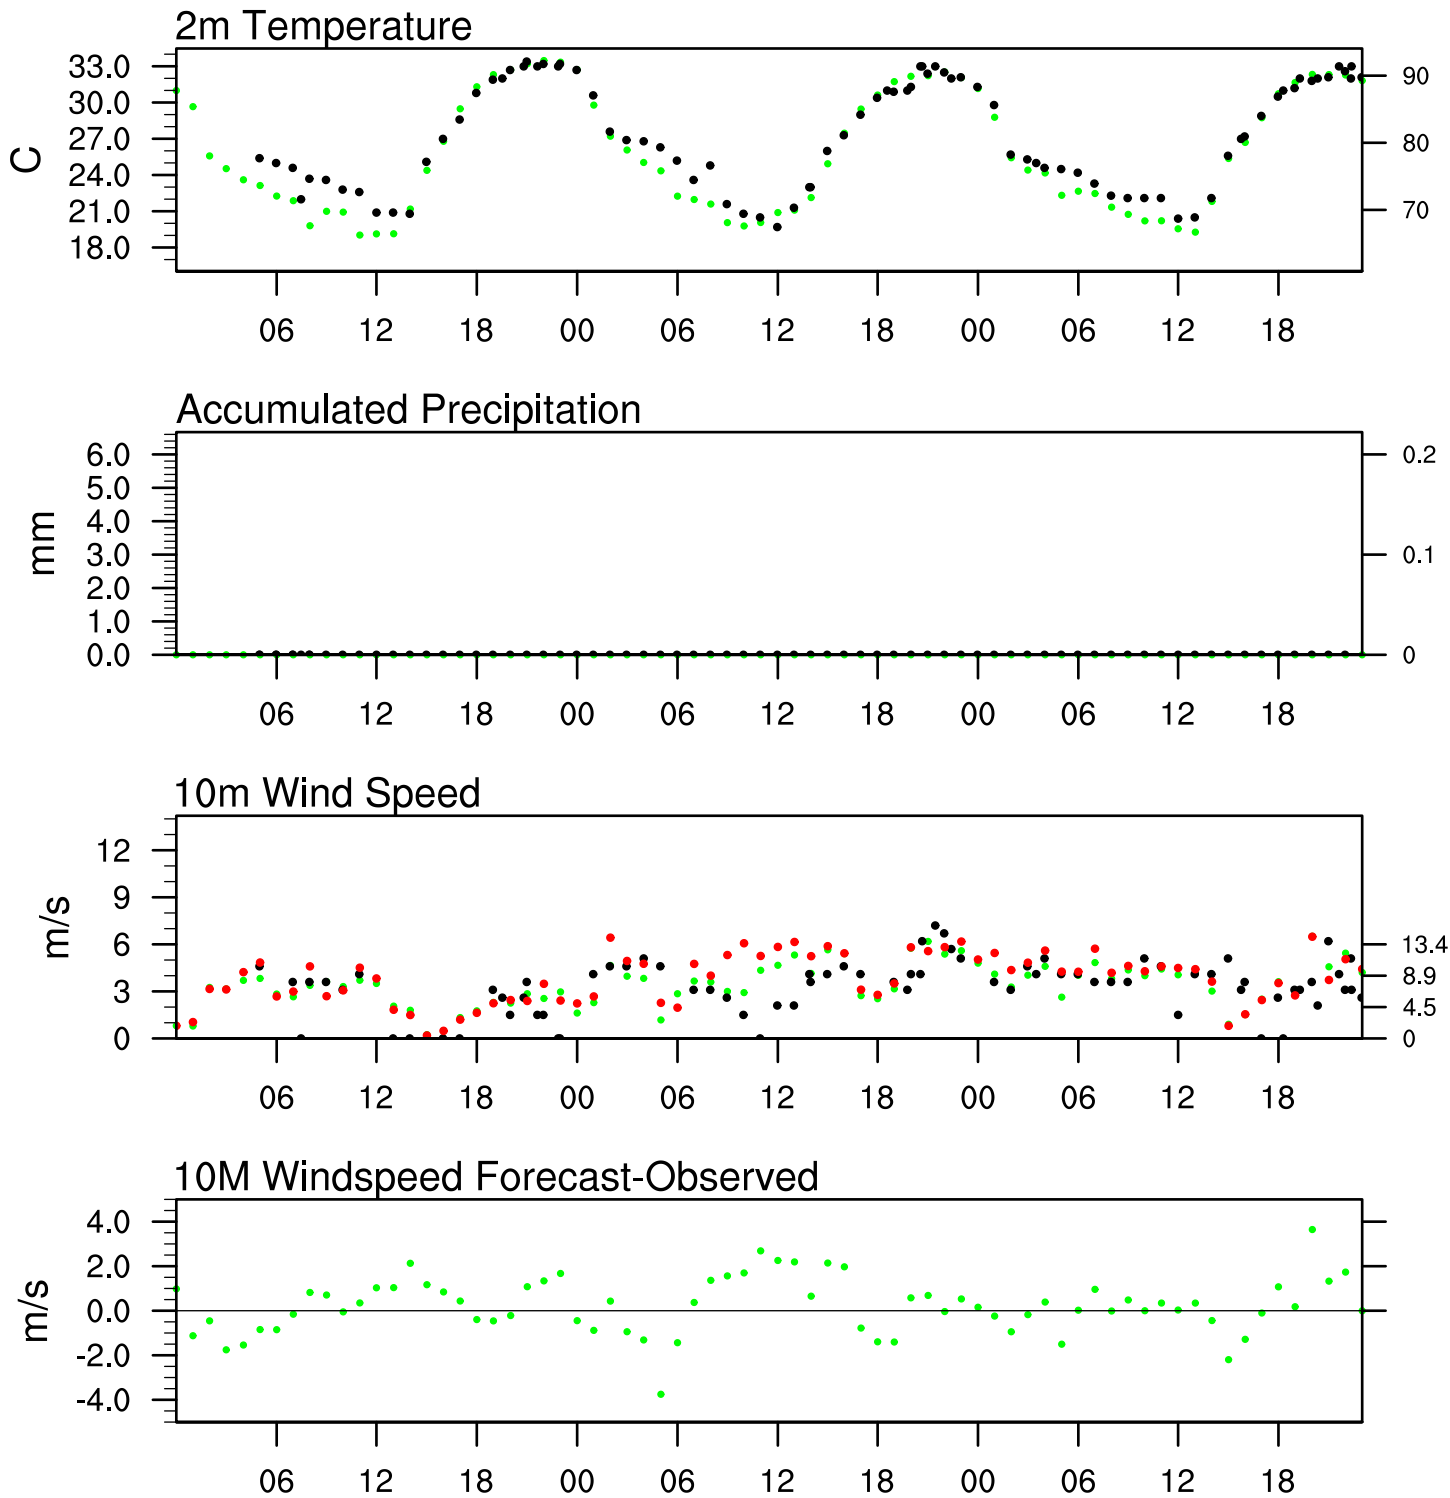 2m Temperature
33.0
30.0
27.0
24.0
21.0
18.0
C
90
80
70
06 12 18 00 06 12 18 00 06 12 18
Accumulated Precipitation
6.0
5.0
4.0
3.0
2.0
1.0
0.0
mm
0.2
0.1
0
06 12 18 00 06 12 18 00 06 12 18
10m Wind Speed
12
9
6
3
0
m/s
13.4
8.9
4.5
0
06 12 18 00 06 12 18 00 06 12 18
10M Windspeed Forecast-Observed
4.0
2.0
0.0
-2.0
-4.0
m/s
06 12 18 00 06 12 18 00 06 12 18